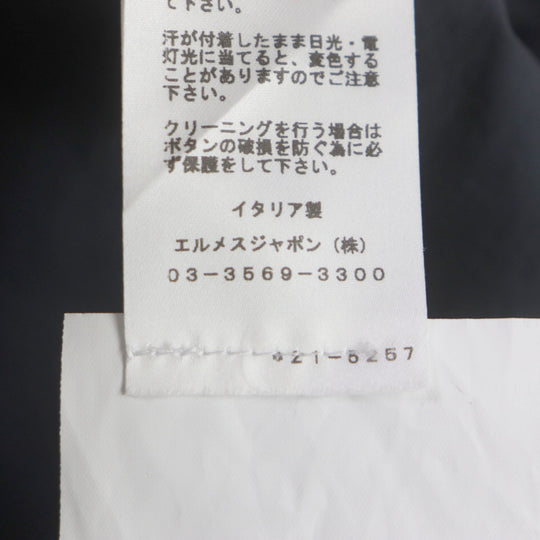 て下さい。
汗が付着したまま日光・電
灯光に当てると、変色する
ことがありますのでご注意
下さい。
クリーニングを行う場合は
ボタンの破損を防ぐ為に必
ず保護をして下さい。
イタリア製
エルメスジャポン（株）
03-3569-3300
21-5257